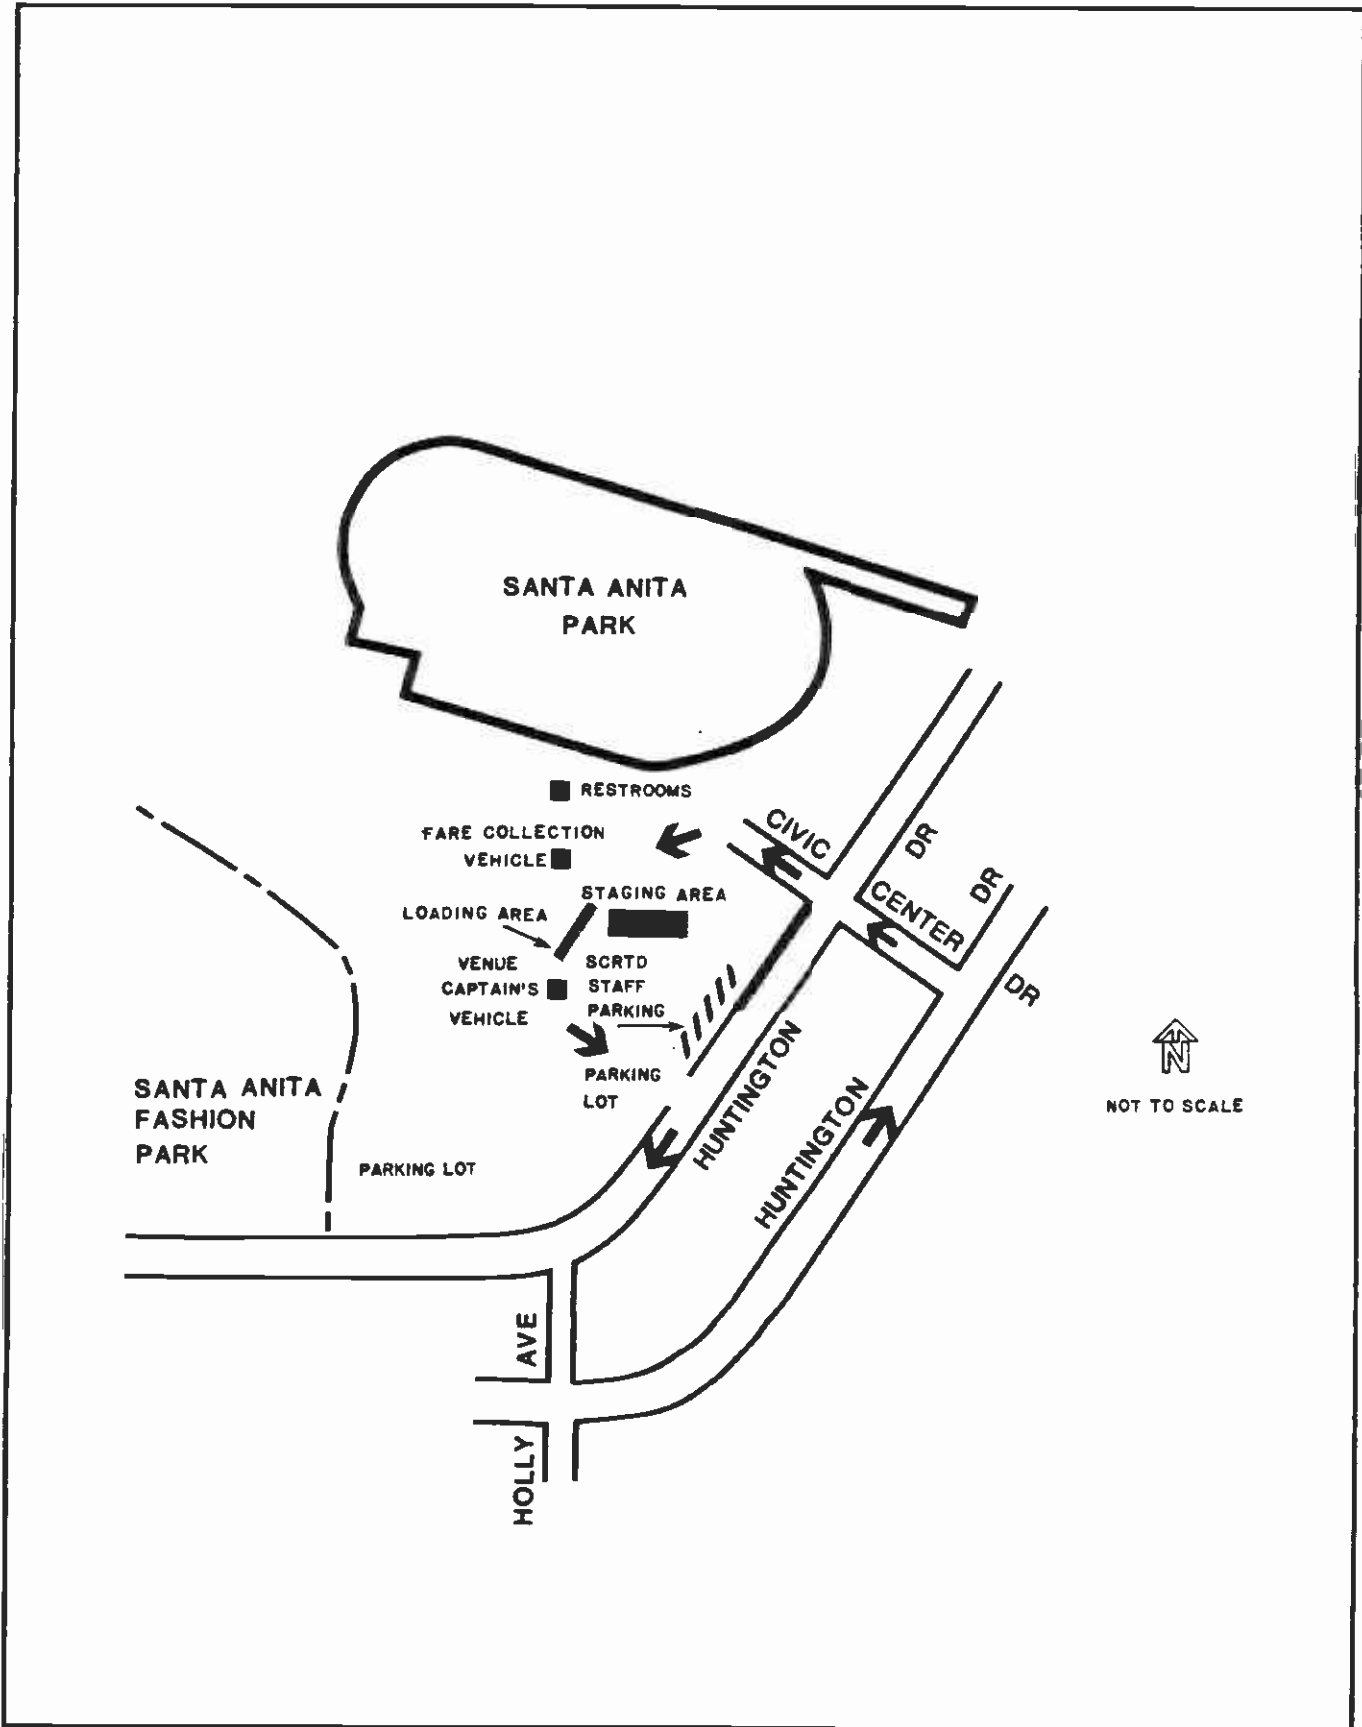 SANTA ANITA
PARK
RESTROOMS
FARE COLLECTION
VEHICLE
STAGING AREA
LOADING AREA
VENUE
CAPTAIN'S
VEHICLE
SCRTD
STAFF
PARKING
PARKING
LOT
CIVIC
CENTER
DR
DR
DR
HUNTINGTON
HUNTINGTON
N
NOT TO SCALE
SANTA ANITA
FASHION
PARK
PARKING LOT
HOLLY AVE